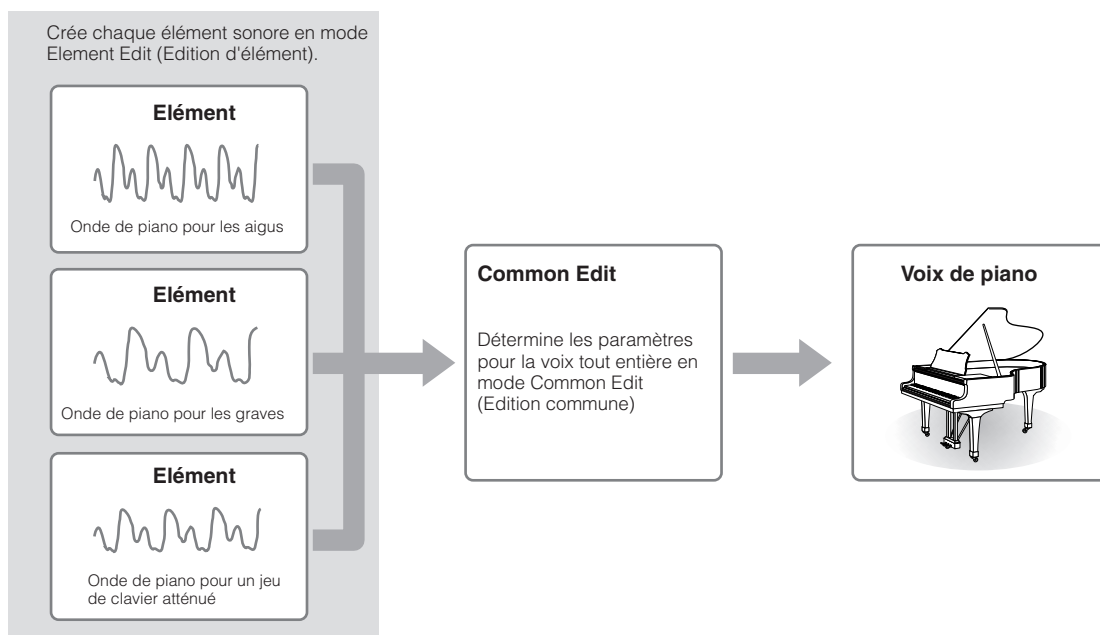 Crée chaque élément sonore en mode
Element Edit (Edition d'élément).
Elément
Onde de piano pour les aigus
Elément
Onde de piano pour les graves
Elément
Onde de piano pour un jeu
de clavier atténué
Common Edit
Détermine les paramètres
pour la voix tout entière en
mode Common Edit
(Edition commune)
Voix de piano